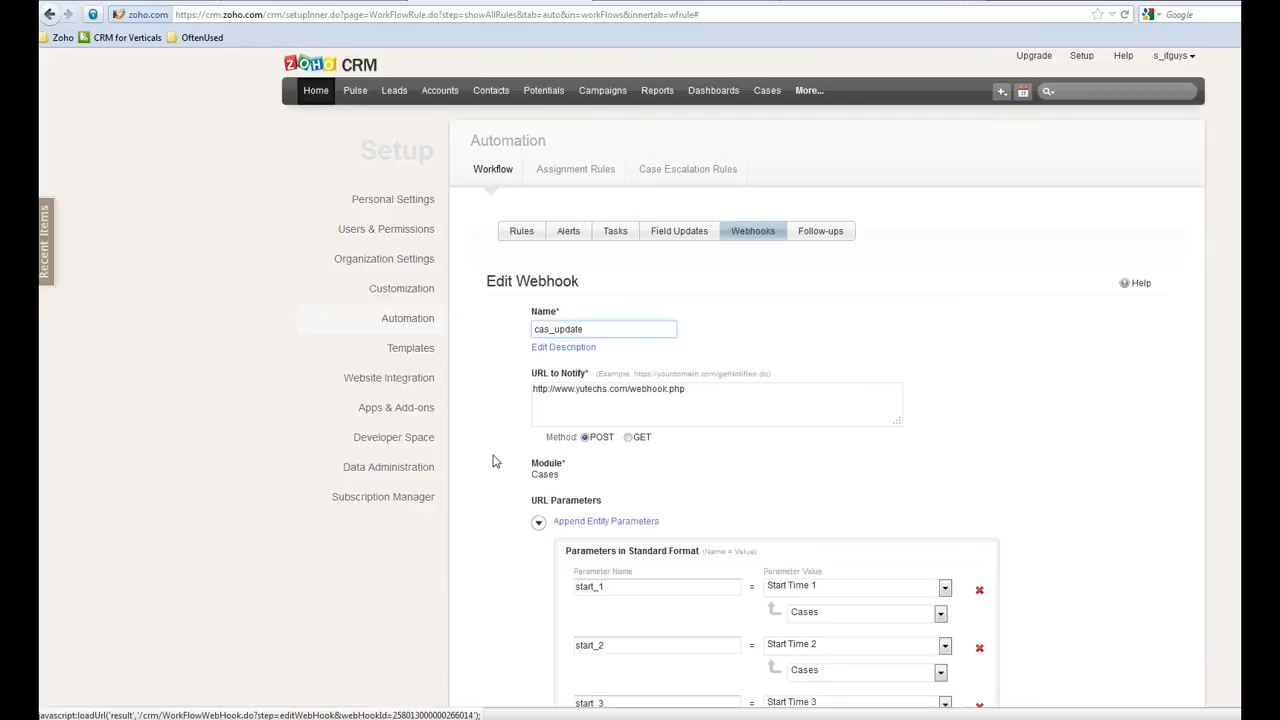 zoho.com
https://crm.zoho.com/crm/setupInner.do?page=WorkFlowRule.do?step=showAllRules&tab=auto&in=workFlows&innertab=wfrule#
Google
Zoho
CRM for Verticals
OftenUsed
ZOHO CRM
Upgrade
Setup
Help
s_itguys
Home
Pulse
Leads
Accounts
Contacts
Potentials
Campaigns
Reports
Dashboards
Cases
More...
Recent Items
Setup
Personal Settings
Users & Permissions
Organization Settings
Customization
Automation
Templates
Website Integration
Apps & Add-ons
Developer Space
Data Administration
Subscription Manager
Automation
Workflow
Assignment Rules
Case Escalation Rules
Rules
Alerts
Tasks
Field Updates
Webhooks
Follow-ups
Edit Webhook
Help
Name*
cas_update
Edit Description
URL to Notify* (Example: https://yourdomain.com/getNotified.do)
http://www.yutechs.com/webhook.php
Method: POST GET
Module*
Cases
URL Parameters
Append Entity Parameters
Parameters in Standard Format (Name = Value)
Parameter Name
Parameter Value
start_1 = Start Time 1
Cases
start_2 = Start Time 2
Cases
start_3 = Start Time 3
javascript:loadUrl('result','/crm/WorkFlowWebHook.do?step=editWebHook&webHookId=258013000000266014');